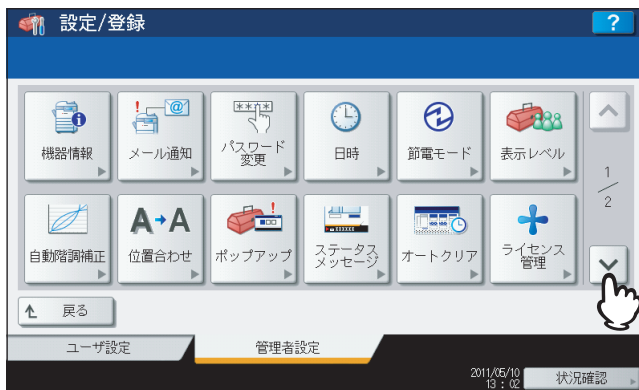 設定/登録
?
機器情報
! @ メール通知
***** パスワード
変更
日時
節電モード
表示レベル
1
/
2
自動階調補正
A→A
位置合わせ
! ポップアップ
ステータス
メッセージ
オートクリア
ライセンス
管理
戻る
ユーザ設定
管理者設定
2011/05/10
13:02
状況確認